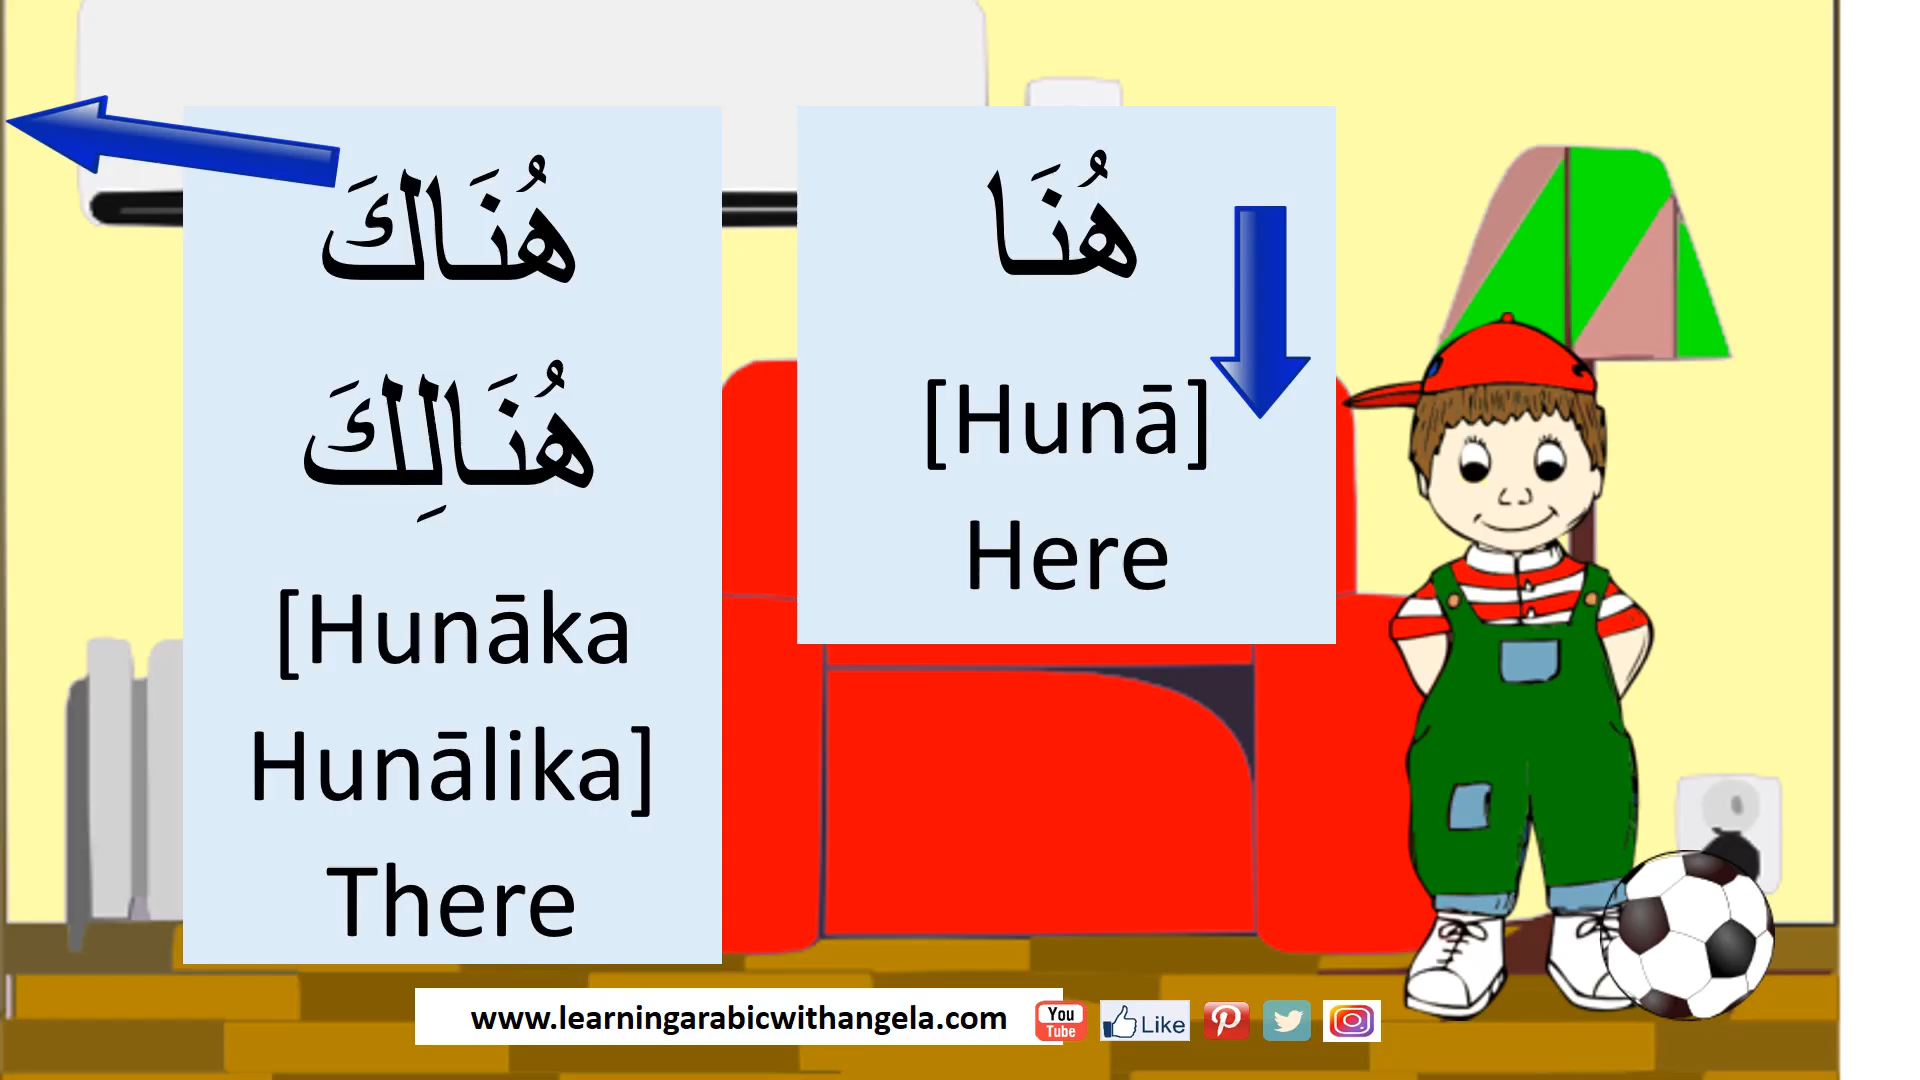 هُنَاكَ
هُنَالِكَ
[Hunāka
Hunālika]
There
هُنَا
[Hunā]
Here
www.learningarabicwithangela.com
You
Tube
Like